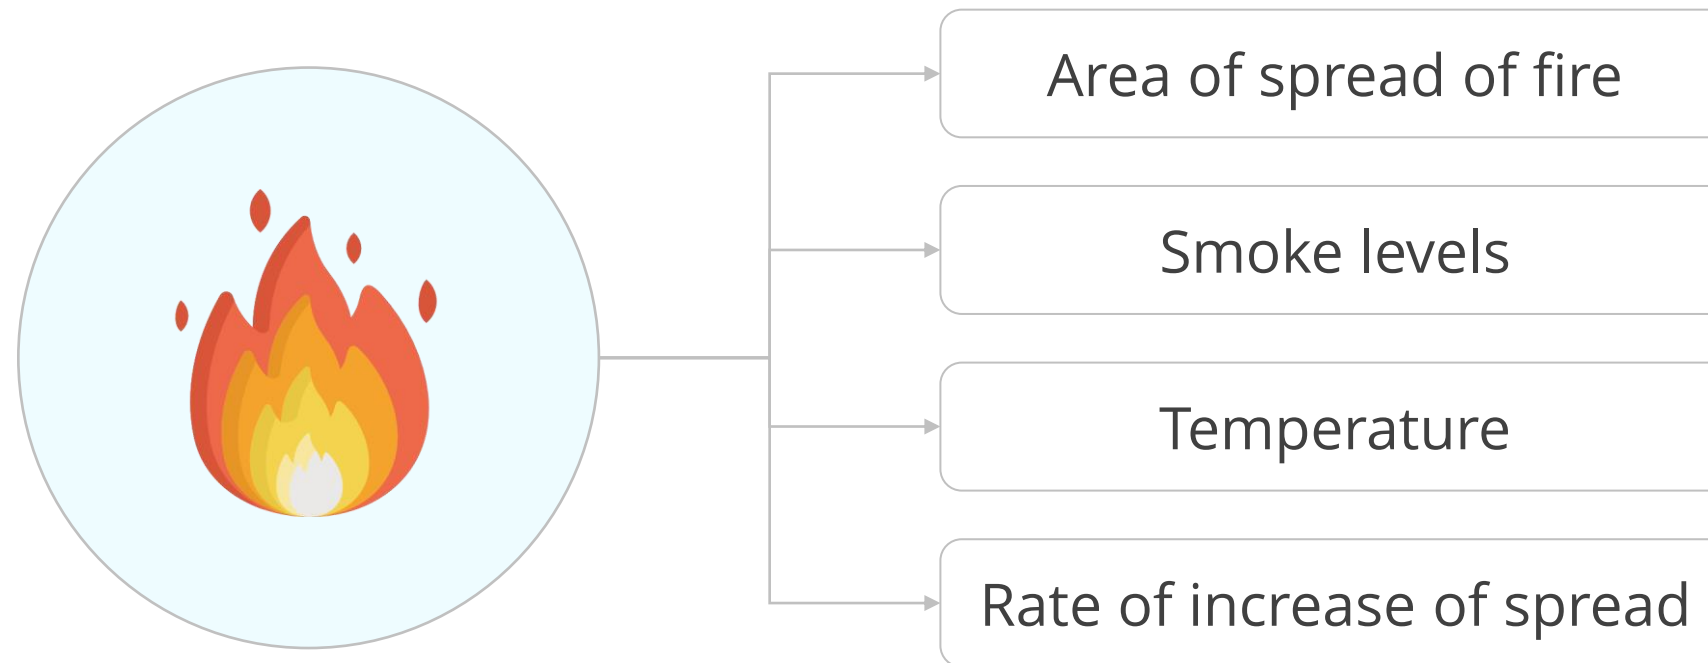 Area of spread of fire
Smoke levels
Temperature
Rate of increase of spread